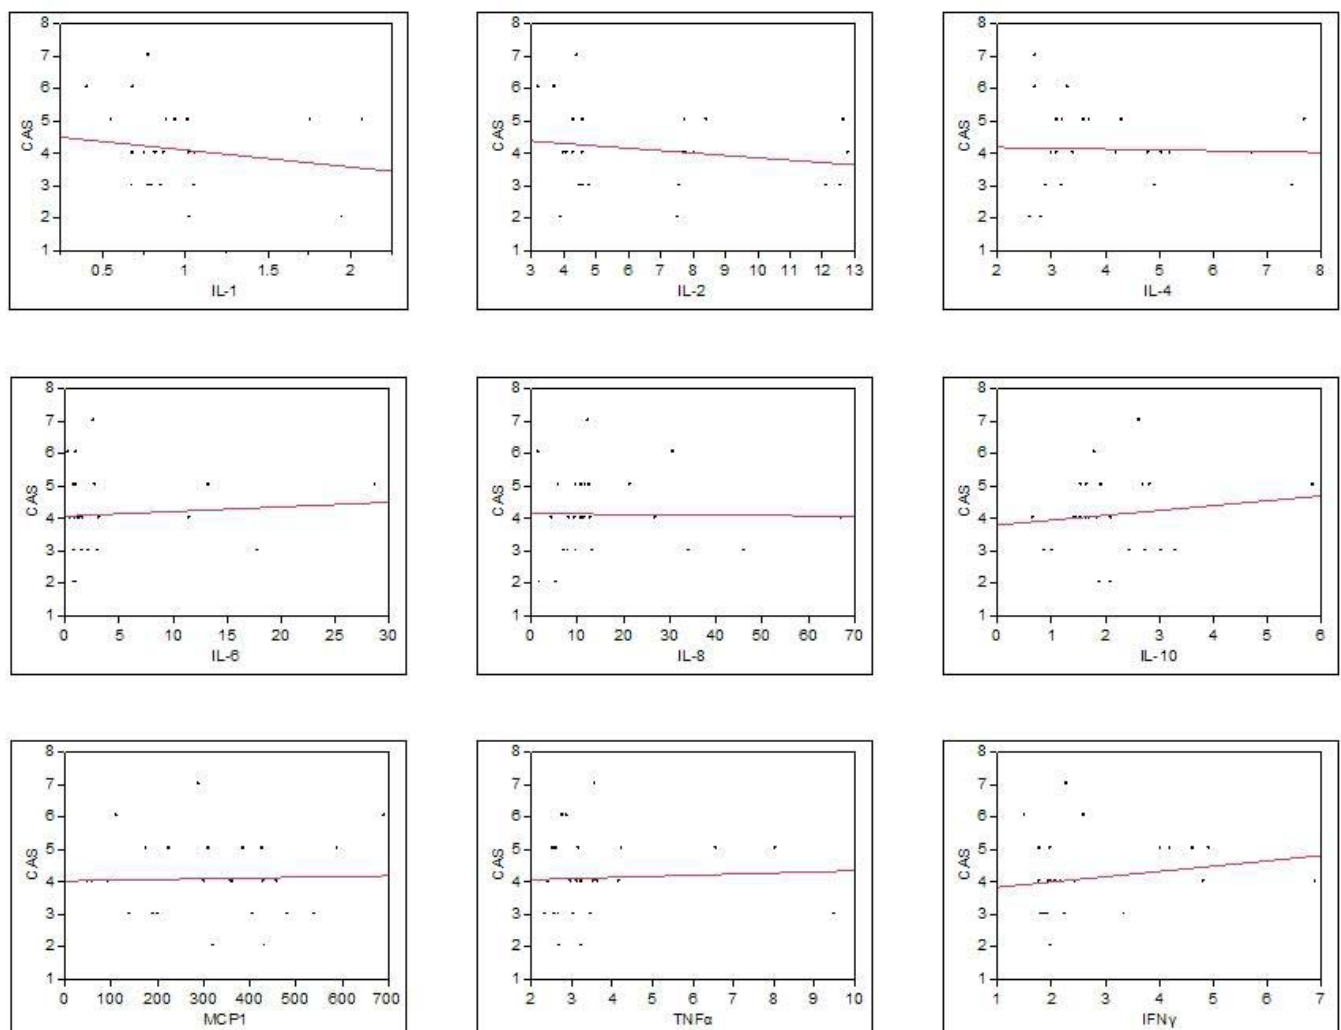 8 7 6 5 4 3 2 1
CAS
0.5 1 1.5 2
IL-1
8 7 6 5 4 3 2 1
CAS
3 4 5 6 7 8 9 10 11 12 13
IL-2
8 7 6 5 4 3 2 1
CAS
2 3 4 5 6 7 8
IL-4
8 7 6 5 4 3 2 1
CAS
0 5 10 15 20 25 30
IL-6
8 7 6 5 4 3 2 1
CAS
0 10 20 30 40 50 60 70
IL-8
8 7 6 5 4 3 2 1
CAS
0 1 2 3 4 5 6
IL-10
8 7 6 5 4 3 2 1
CAS
0 100 200 300 400 500 600 700
MCP1
8 7 6 5 4 3 2 1
CAS
2 3 4 5 6 7 8 9 10
TNFα
8 7 6 5 4 3 2 1
CAS
1 2 3 4 5 6 7
IFNγ